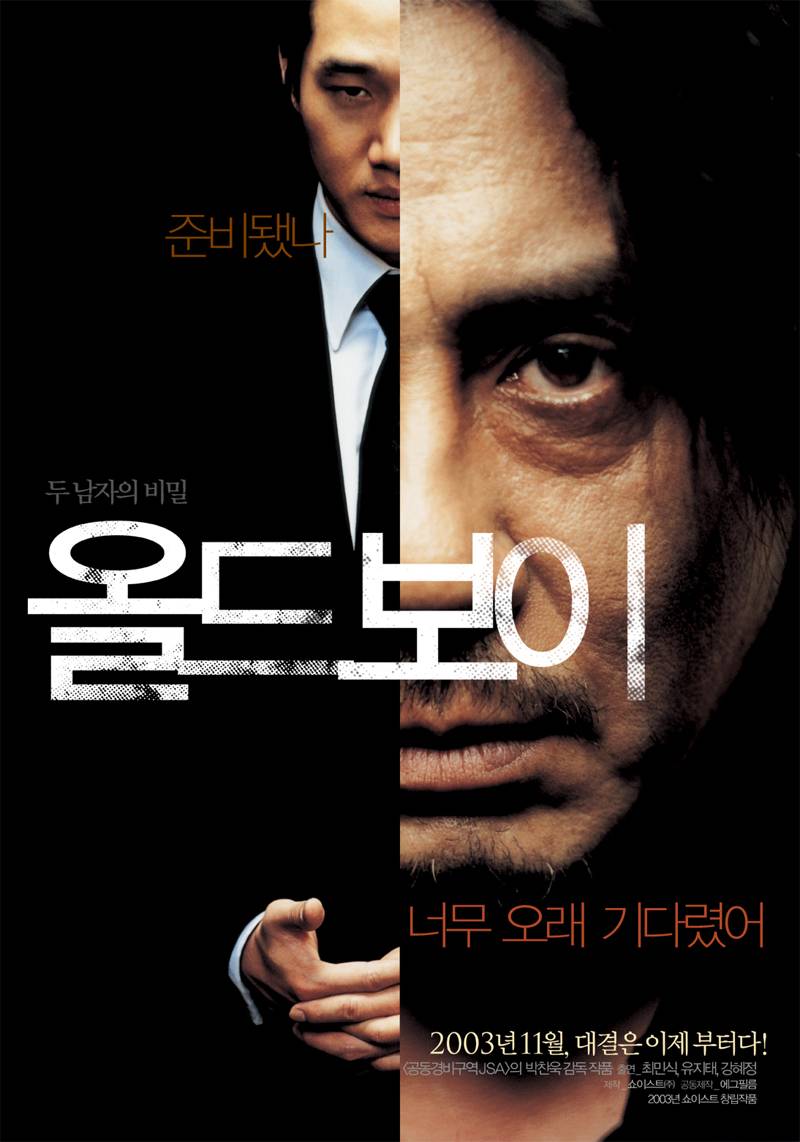 준비됐나
두 남자의 비밀
올드보이
너무 오래 기다렸어
2003년 11월, 대결은 이제 부터다!
<공동경비구역JSA>의 박찬욱 감독 작품 출연_최민식, 유지태, 강혜정
제작_쇼이스트(주) 공동제작_에그필름
2003년 쇼이스트 창립작품